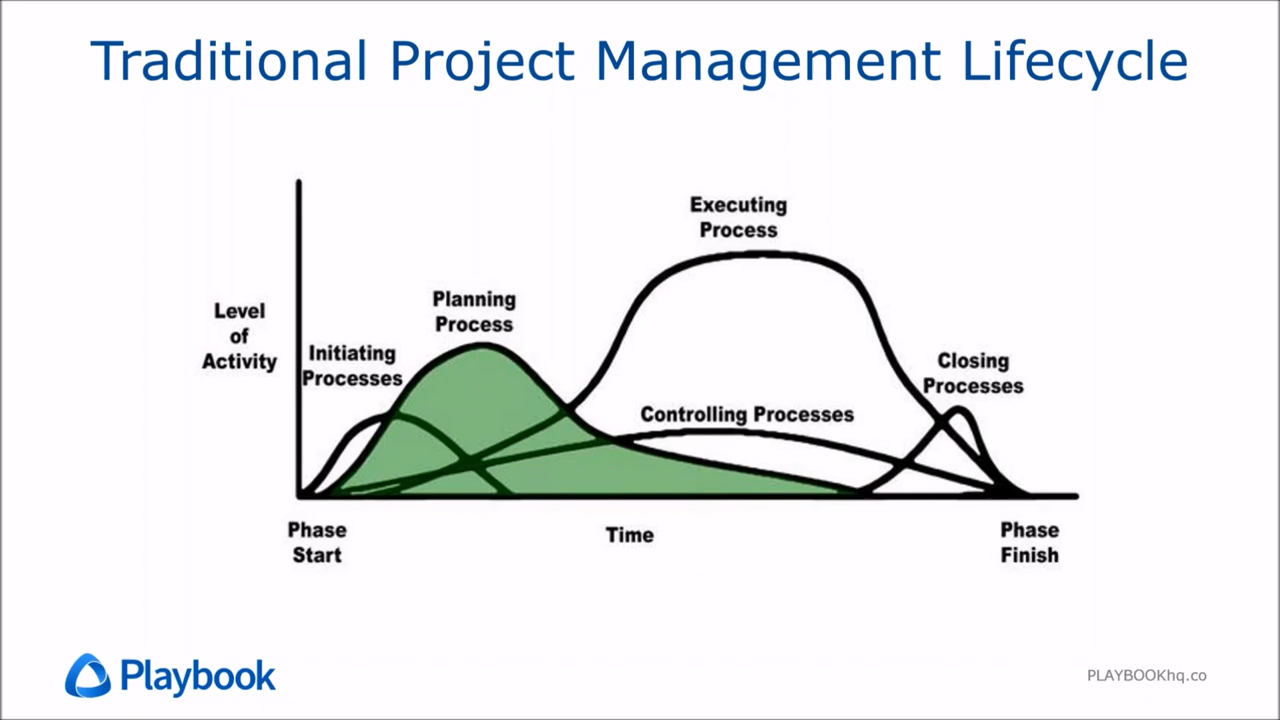 Traditional Project Management Lifecycle
Executing
Process
Planning
Process
Level
of
Activity
Initiating
Processes
Closing
Processes
Controlling Processes
Phase
Start
Time
Phase
Finish
Playbook
PLAYBOOKhq.co